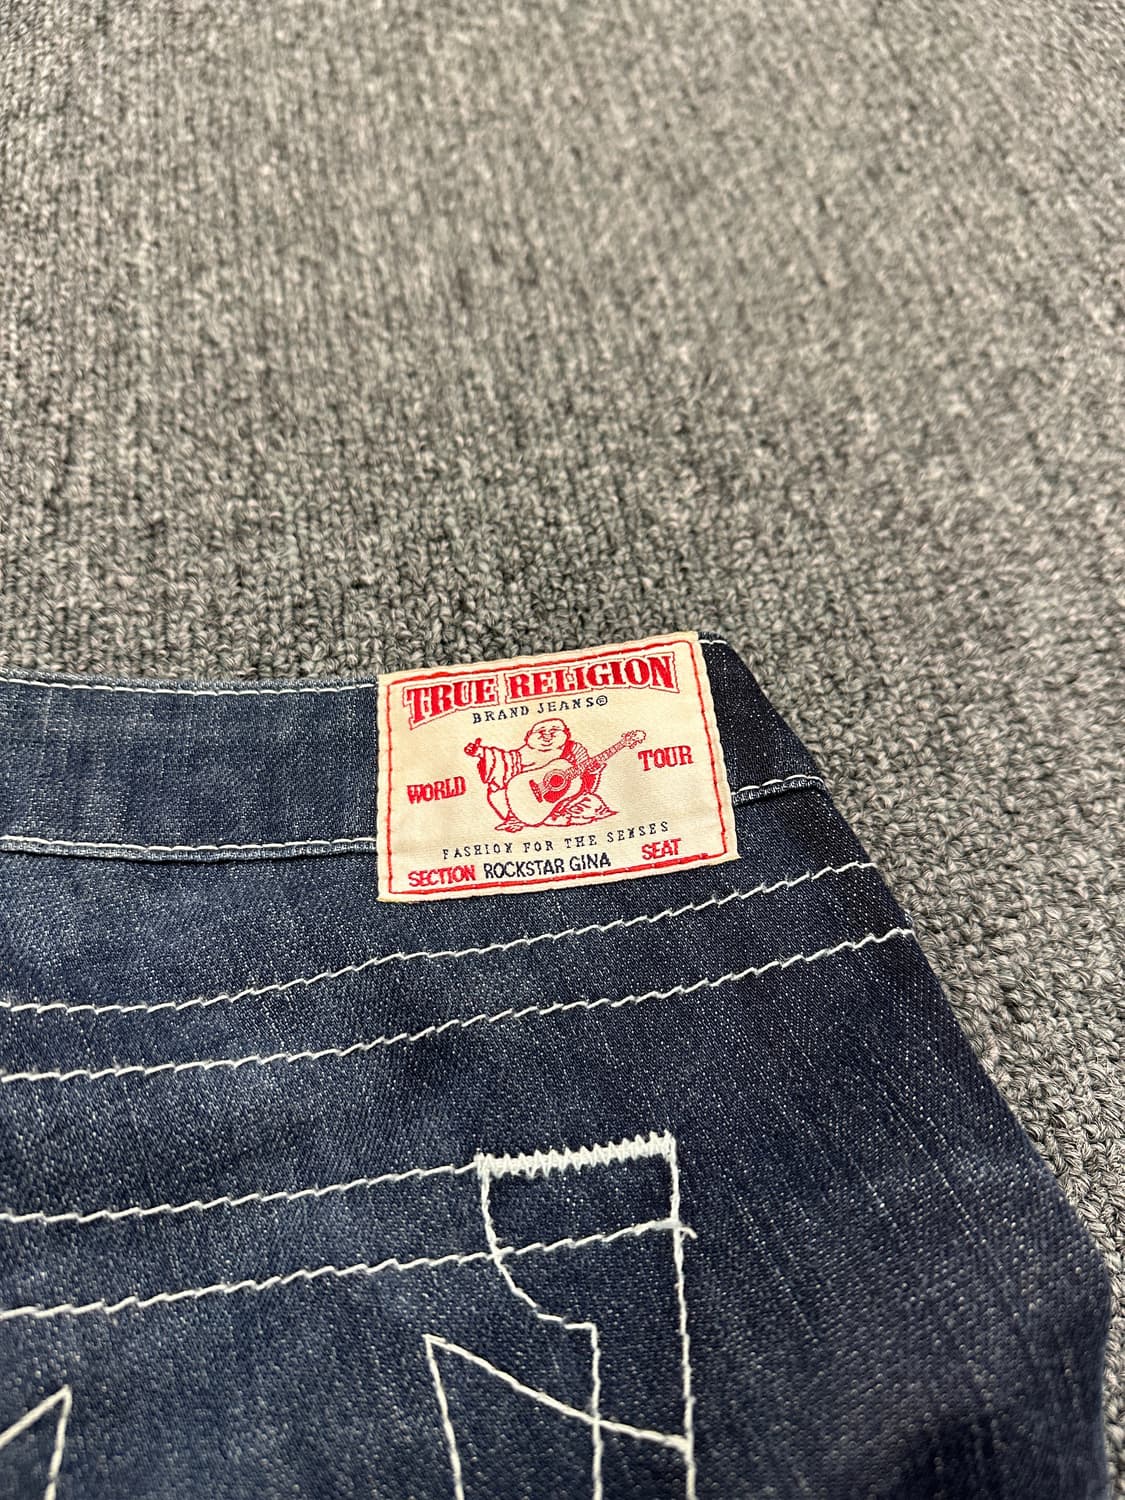 TRUE RELIGION
BRAND JEANS®
WORLD TOUR
FASHION FOR THE SENSES
SECTION ROCKSTAR GINA SEAT